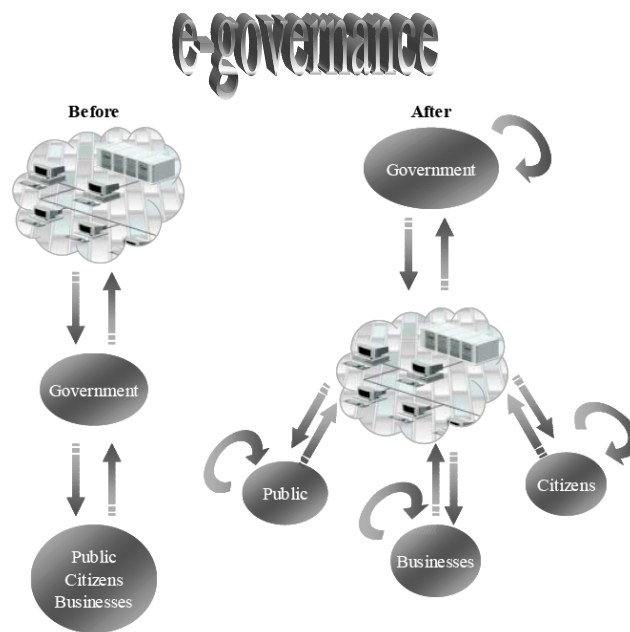 e-governance
Before
After
Government
Government
Public
Citizens
Businesses
Public
Citizens
Businesses